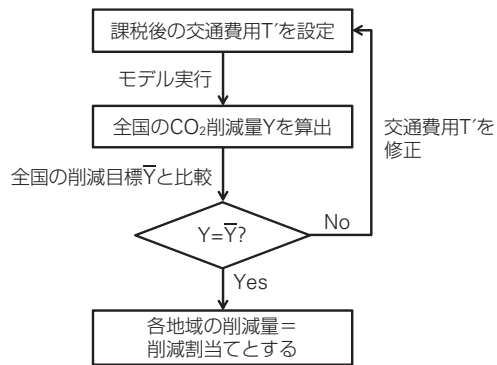 課税後の交通費用T′を設定
モデル実行
全国のCO₂削減量Yを算出
交通費用T′を
修正
全国の削減目標Y̅と比較
Y=Y̅?
No
Yes
各地域の削減量＝
削減割当てとする